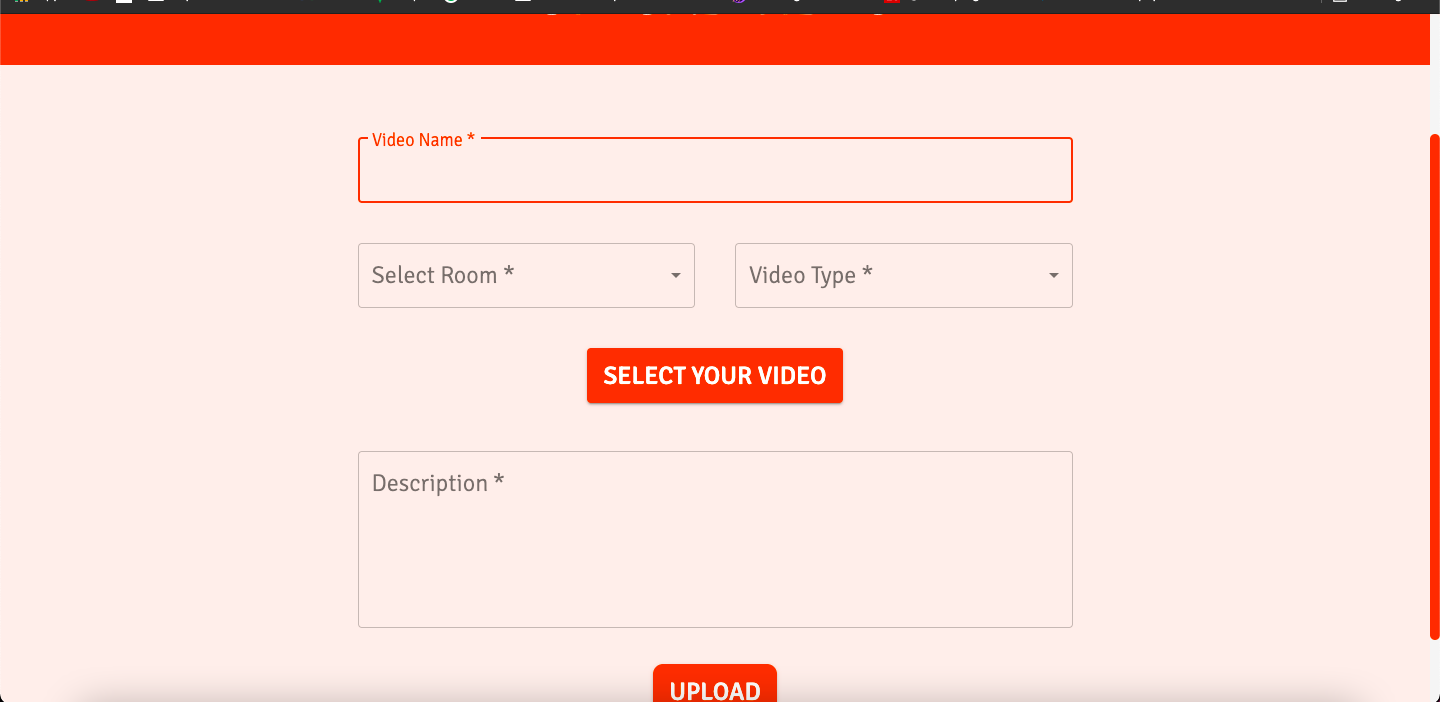 Video Name *
Select Room * Video Type *
SELECT YOUR VIDEO
Description *
UPLOAD